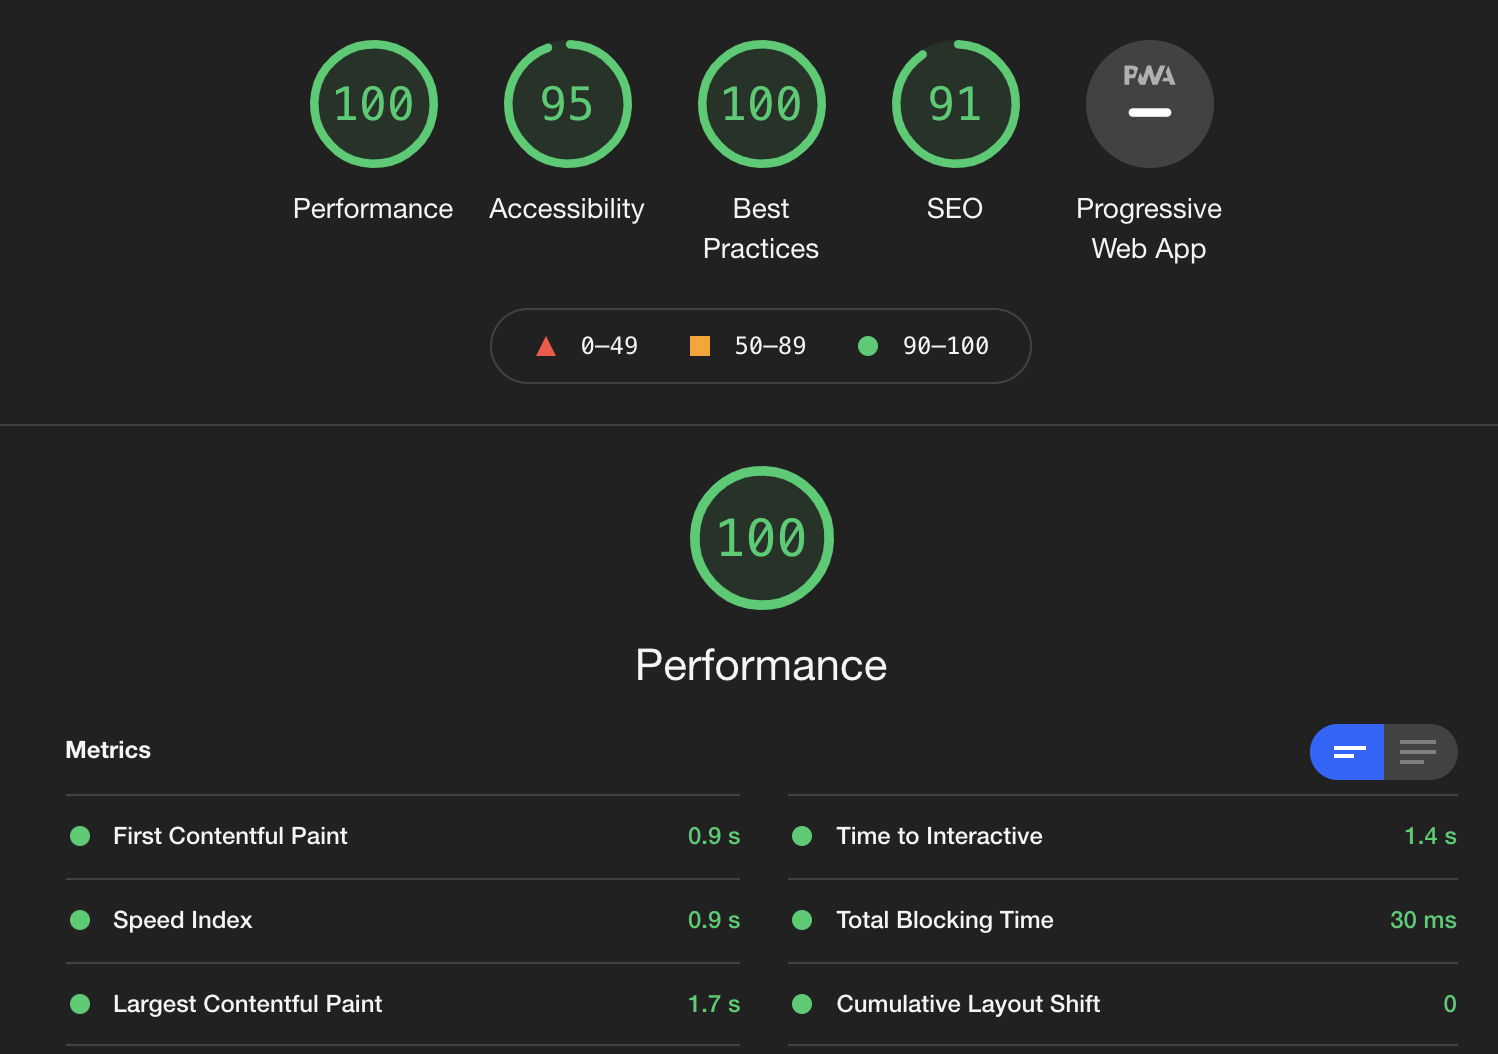 100
95
100
91
PWA
Performance
Accessibility
Best
Practices
SEO
Progressive
Web App
0–49
50–89
90–100
100
Performance
Metrics
First Contentful Paint 0.9 s
Time to Interactive 1.4 s
Speed Index 0.9 s
Total Blocking Time 30 ms
Largest Contentful Paint 1.7 s
Cumulative Layout Shift 0